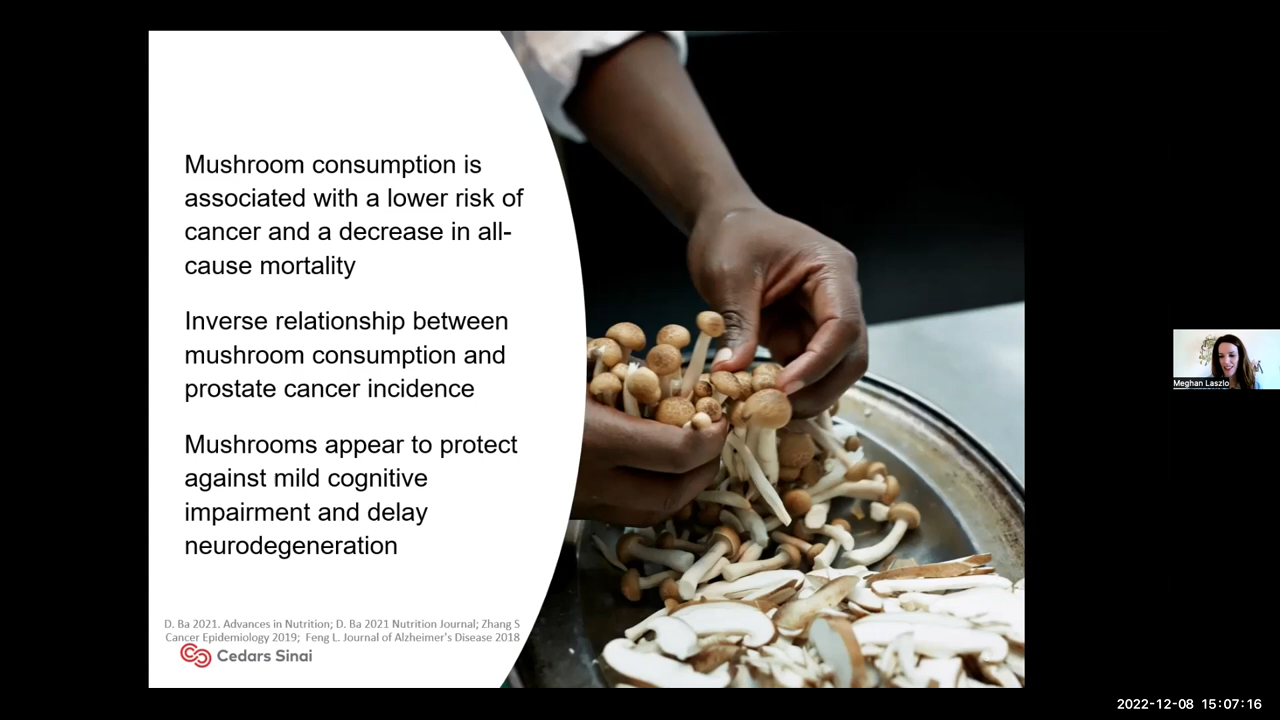 Mushroom consumption is
associated with a lower risk of
cancer and a decrease in all-
cause mortality
Inverse relationship between
mushroom consumption and
prostate cancer incidence
Mushrooms appear to protect
against mild cognitive
impairment and delay
neurodegeneration
D. Ba 2021. Advances in Nutrition; D. Ba 2021 Nutrition Journal; Zhang S
Cancer Epidemiology 2019; Feng L. Journal of Alzheimer's Disease 2018
Cedars Sinai
Meghan Laszlo
2022-12-08 15:07:16